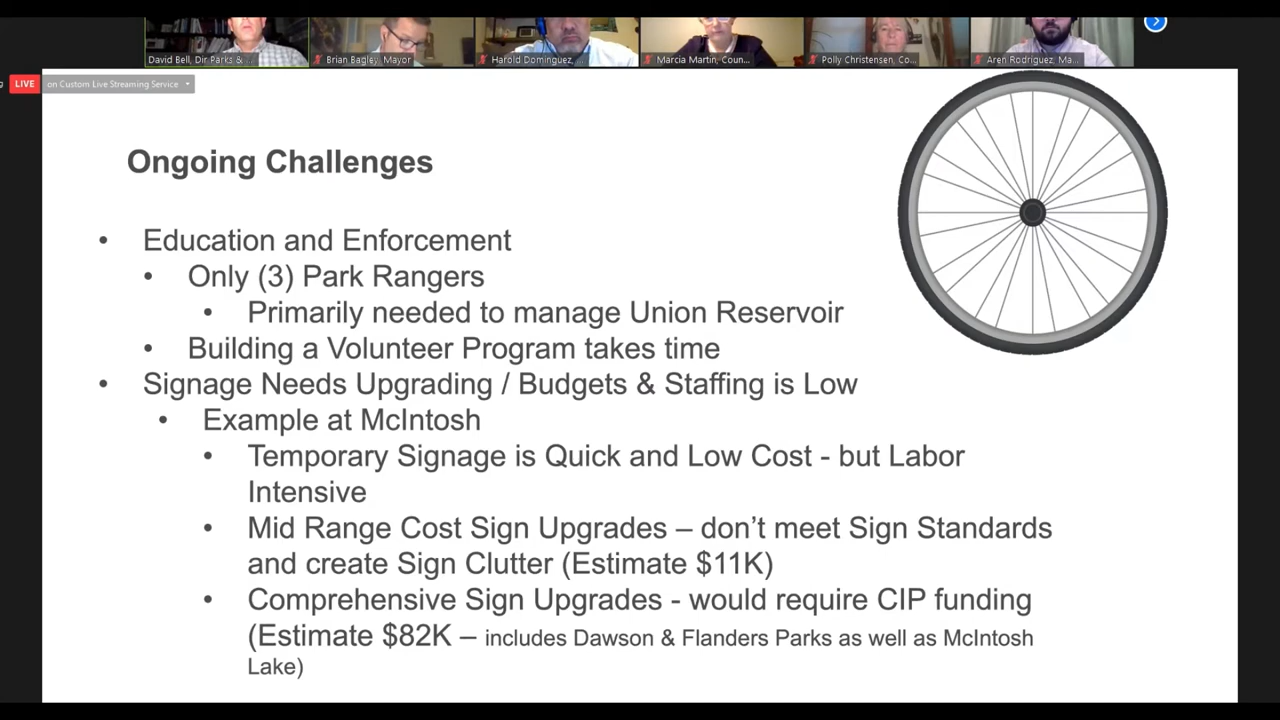 David Bell, Dir Parks & ...
Brian Bagley, Mayor
Harold Dominguez, ...
Marcia Martin, Coun...
Polly Christensen, Co...
Aren Rodriguez, Ma...
LIVE on Custom Live Streaming Service
Ongoing Challenges
• Education and Enforcement
• Only (3) Park Rangers
• Primarily needed to manage Union Reservoir
• Building a Volunteer Program takes time
• Signage Needs Upgrading / Budgets & Staffing is Low
• Example at McIntosh
• Temporary Signage is Quick and Low Cost - but Labor
Intensive
• Mid Range Cost Sign Upgrades – don’t meet Sign Standards
and create Sign Clutter (Estimate $11K)
• Comprehensive Sign Upgrades - would require CIP funding
(Estimate $82K – includes Dawson & Flanders Parks as well as McIntosh
Lake)